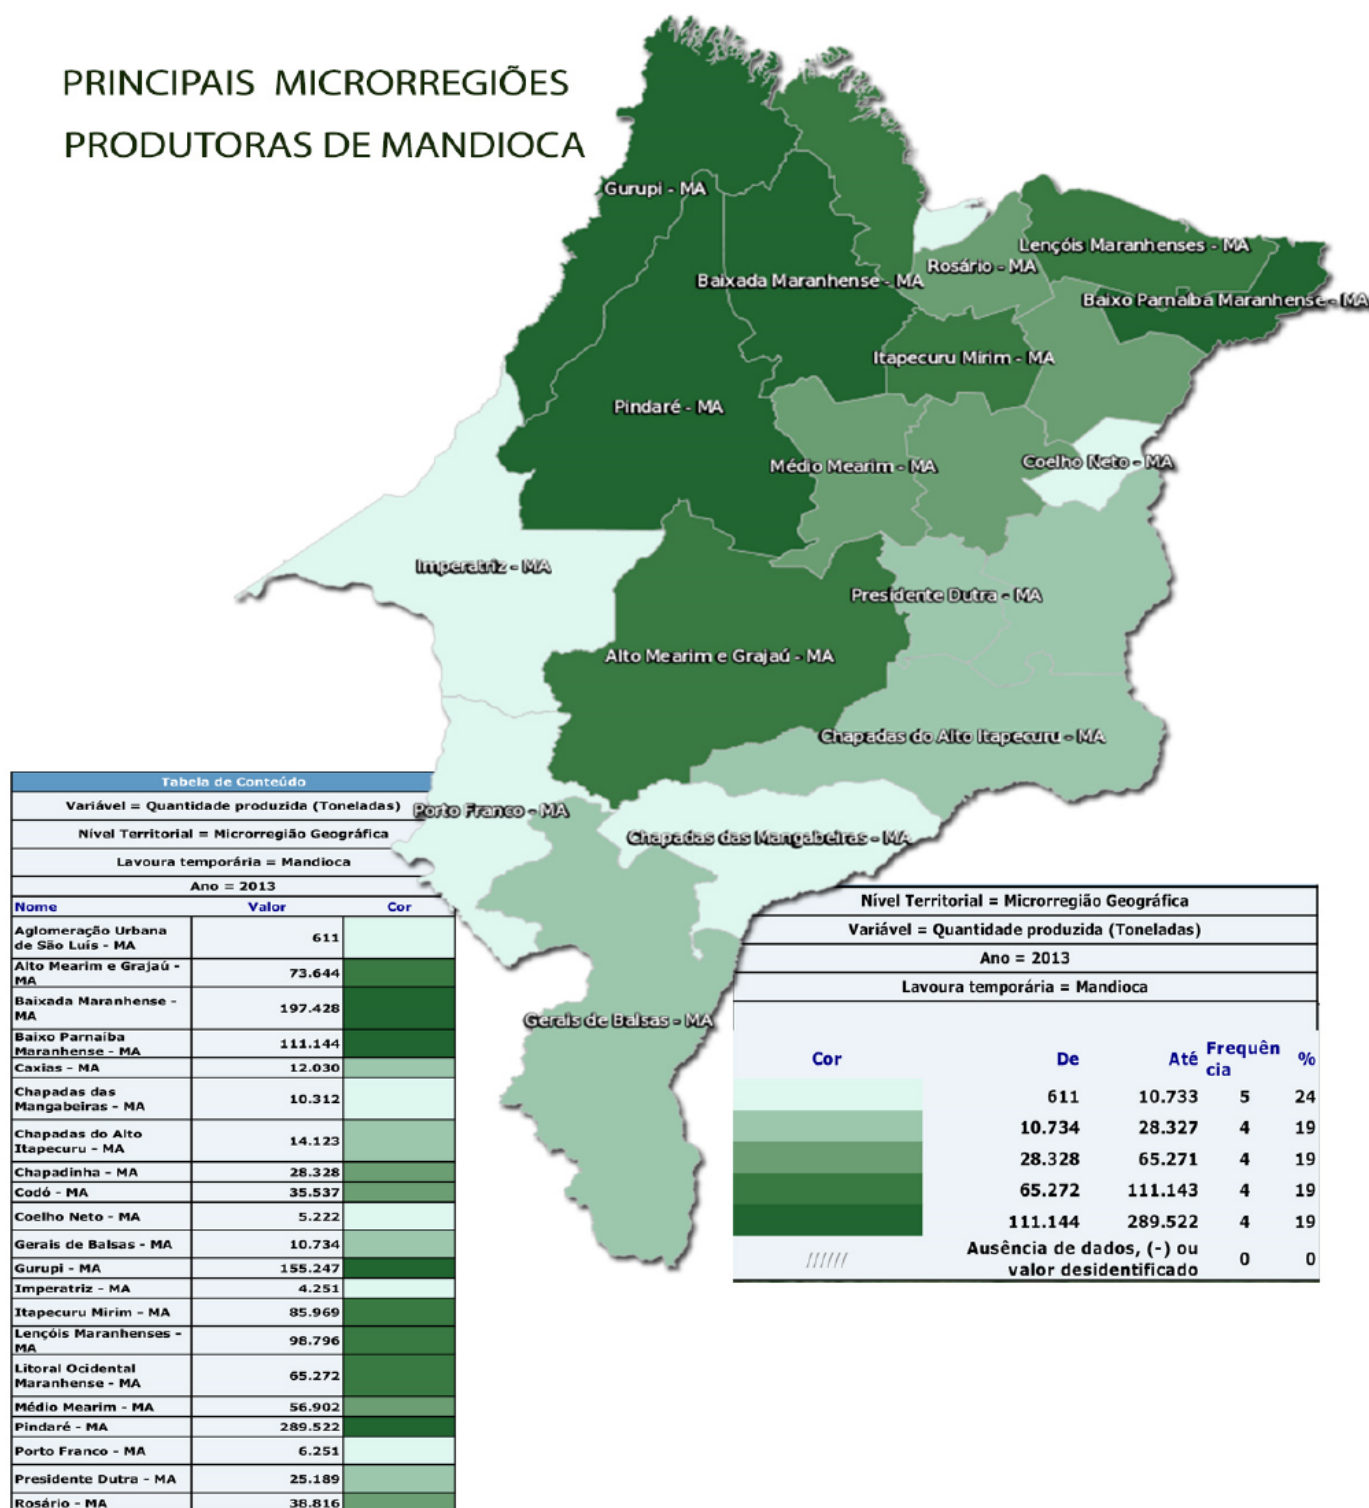 PRINCIPAIS MICRORREGIÕES
PRODUTORAS DE MANDIOCA
Gurupi - MA
Lençóis Maranhenses - MA
Rosário - MA
Baixada Maranhense - MA
Baixo Parnaíba Maranhense - MA
Itapecuru Mirim - MA
Pindaré - MA
Médio Mearim - MA
Coelho Neto - MA
Imperatriz - MA
Presidente Dutra - MA
Alto Mearim e Grajaú - MA
Chapadas do Alto Itapecuru - MA
Porto Franco - MA
Chapadas das Mangabeiras - MA
Gerais de Balsas - MA
Tabela de Conteúdo
Variável = Quantidade produzida (Toneladas)
Nível Territorial = Microrregião Geográfica
Lavoura temporária = Mandioca
Ano = 2013
Nome Valor Cor
Aglomeração Urbana
de São Luís - MA 611
Alto Mearim e Grajaú -
MA 73.644
Baixada Maranhense -
MA 197.428
Baixo Parnaíba
Maranhense - MA 111.144
Caxias - MA 12.030
Chapadas das
Mangabeiras - MA 10.312
Chapadas do Alto
Itapecuru - MA 14.123
Chapadinha - MA 28.328
Codó - MA 35.537
Coelho Neto - MA 5.222
Gerais de Balsas - MA 10.734
Gurupi - MA 155.247
Imperatriz - MA 4.251
Itapecuru Mirim - MA 85.969
Lençóis Maranhenses -
MA 98.796
Litoral Ocidental
Maranhense - MA 65.272
Médio Mearim - MA 56.902
Pindaré - MA 289.522
Porto Franco - MA 6.251
Presidente Dutra - MA 25.189
Rosário - MA 38.816
Nível Territorial = Microrregião Geográfica
Variável = Quantidade produzida (Toneladas)
Ano = 2013
Lavoura temporária = Mandioca
Cor De Até Frequên
cia %
611 10.733 5 24
10.734 28.327 4 19
28.328 65.271 4 19
65.272 111.143 4 19
111.144 289.522 4 19
Ausência de dados, (-) ou
valor desidentificado 0 0